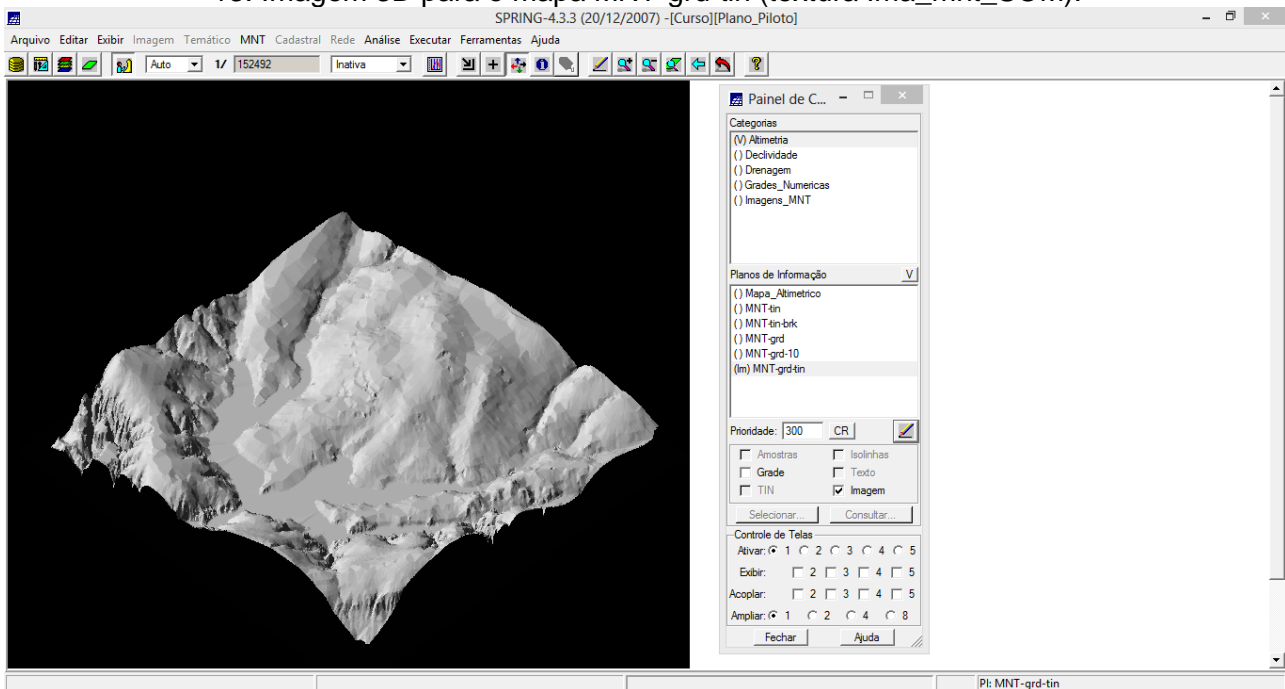 SPRING-4.3.3 (20/12/2007) -[Curso][Plano_Piloto]
Arquivo Editar Exibir Imagem Temático MNT Cadastral Rede Análise Executar Ferramentas Ajuda
Auto 1/ 152492 Inativa
Painel de C...
Categorias
(V) Altimetria
( ) Declividade
( ) Drenagem
( ) Grades_Numericas
( ) Imagens_MNT
Planos de Informação V
( ) Mapa_Altimetrico
( ) MNT-tin
( ) MNT-tin-brk
( ) MNT-grd
( ) MNT-grd-10
(Im) MNT-grd-tin
Prioridade: 300 CR
Amostras Isolinhas
Grade Texto
TIN Imagem
Selecionar... Consultar...
Controle de Telas
Ativar: 1 2 3 4 5
Exibir: 2 3 4 5
Acoplar: 2 3 4 5
Ampliar: 1 2 4 8
Fechar Ajuda
PI: MNT-grd-tin